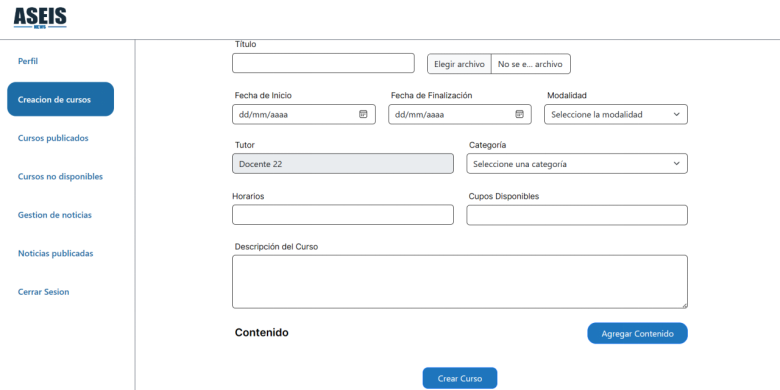 ASEIS
Perfil
Creacion de cursos
Cursos publicados
Cursos no disponibles
Gestion de noticias
Noticias publicadas
Cerrar Sesion
Título
Elegir archivo No se e... archivo
Fecha de Inicio Fecha de Finalización Modalidad
dd/mm/aaaa dd/mm/aaaa Seleccione la modalidad
Tutor Categoría
Docente 22 Seleccione una categoría
Horarios Cupos Disponibles
Descripción del Curso
Contenido Agregar Contenido
Crear Curso